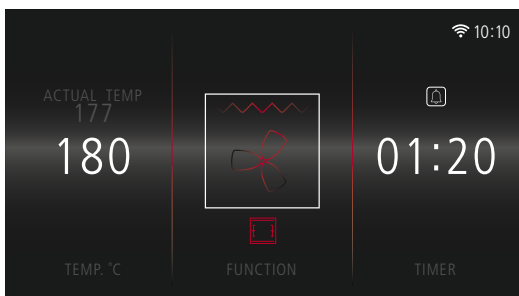 10:10
ACTUAL TEMP
177
180
01:20
TEMP. °C
FUNCTION
TIMER